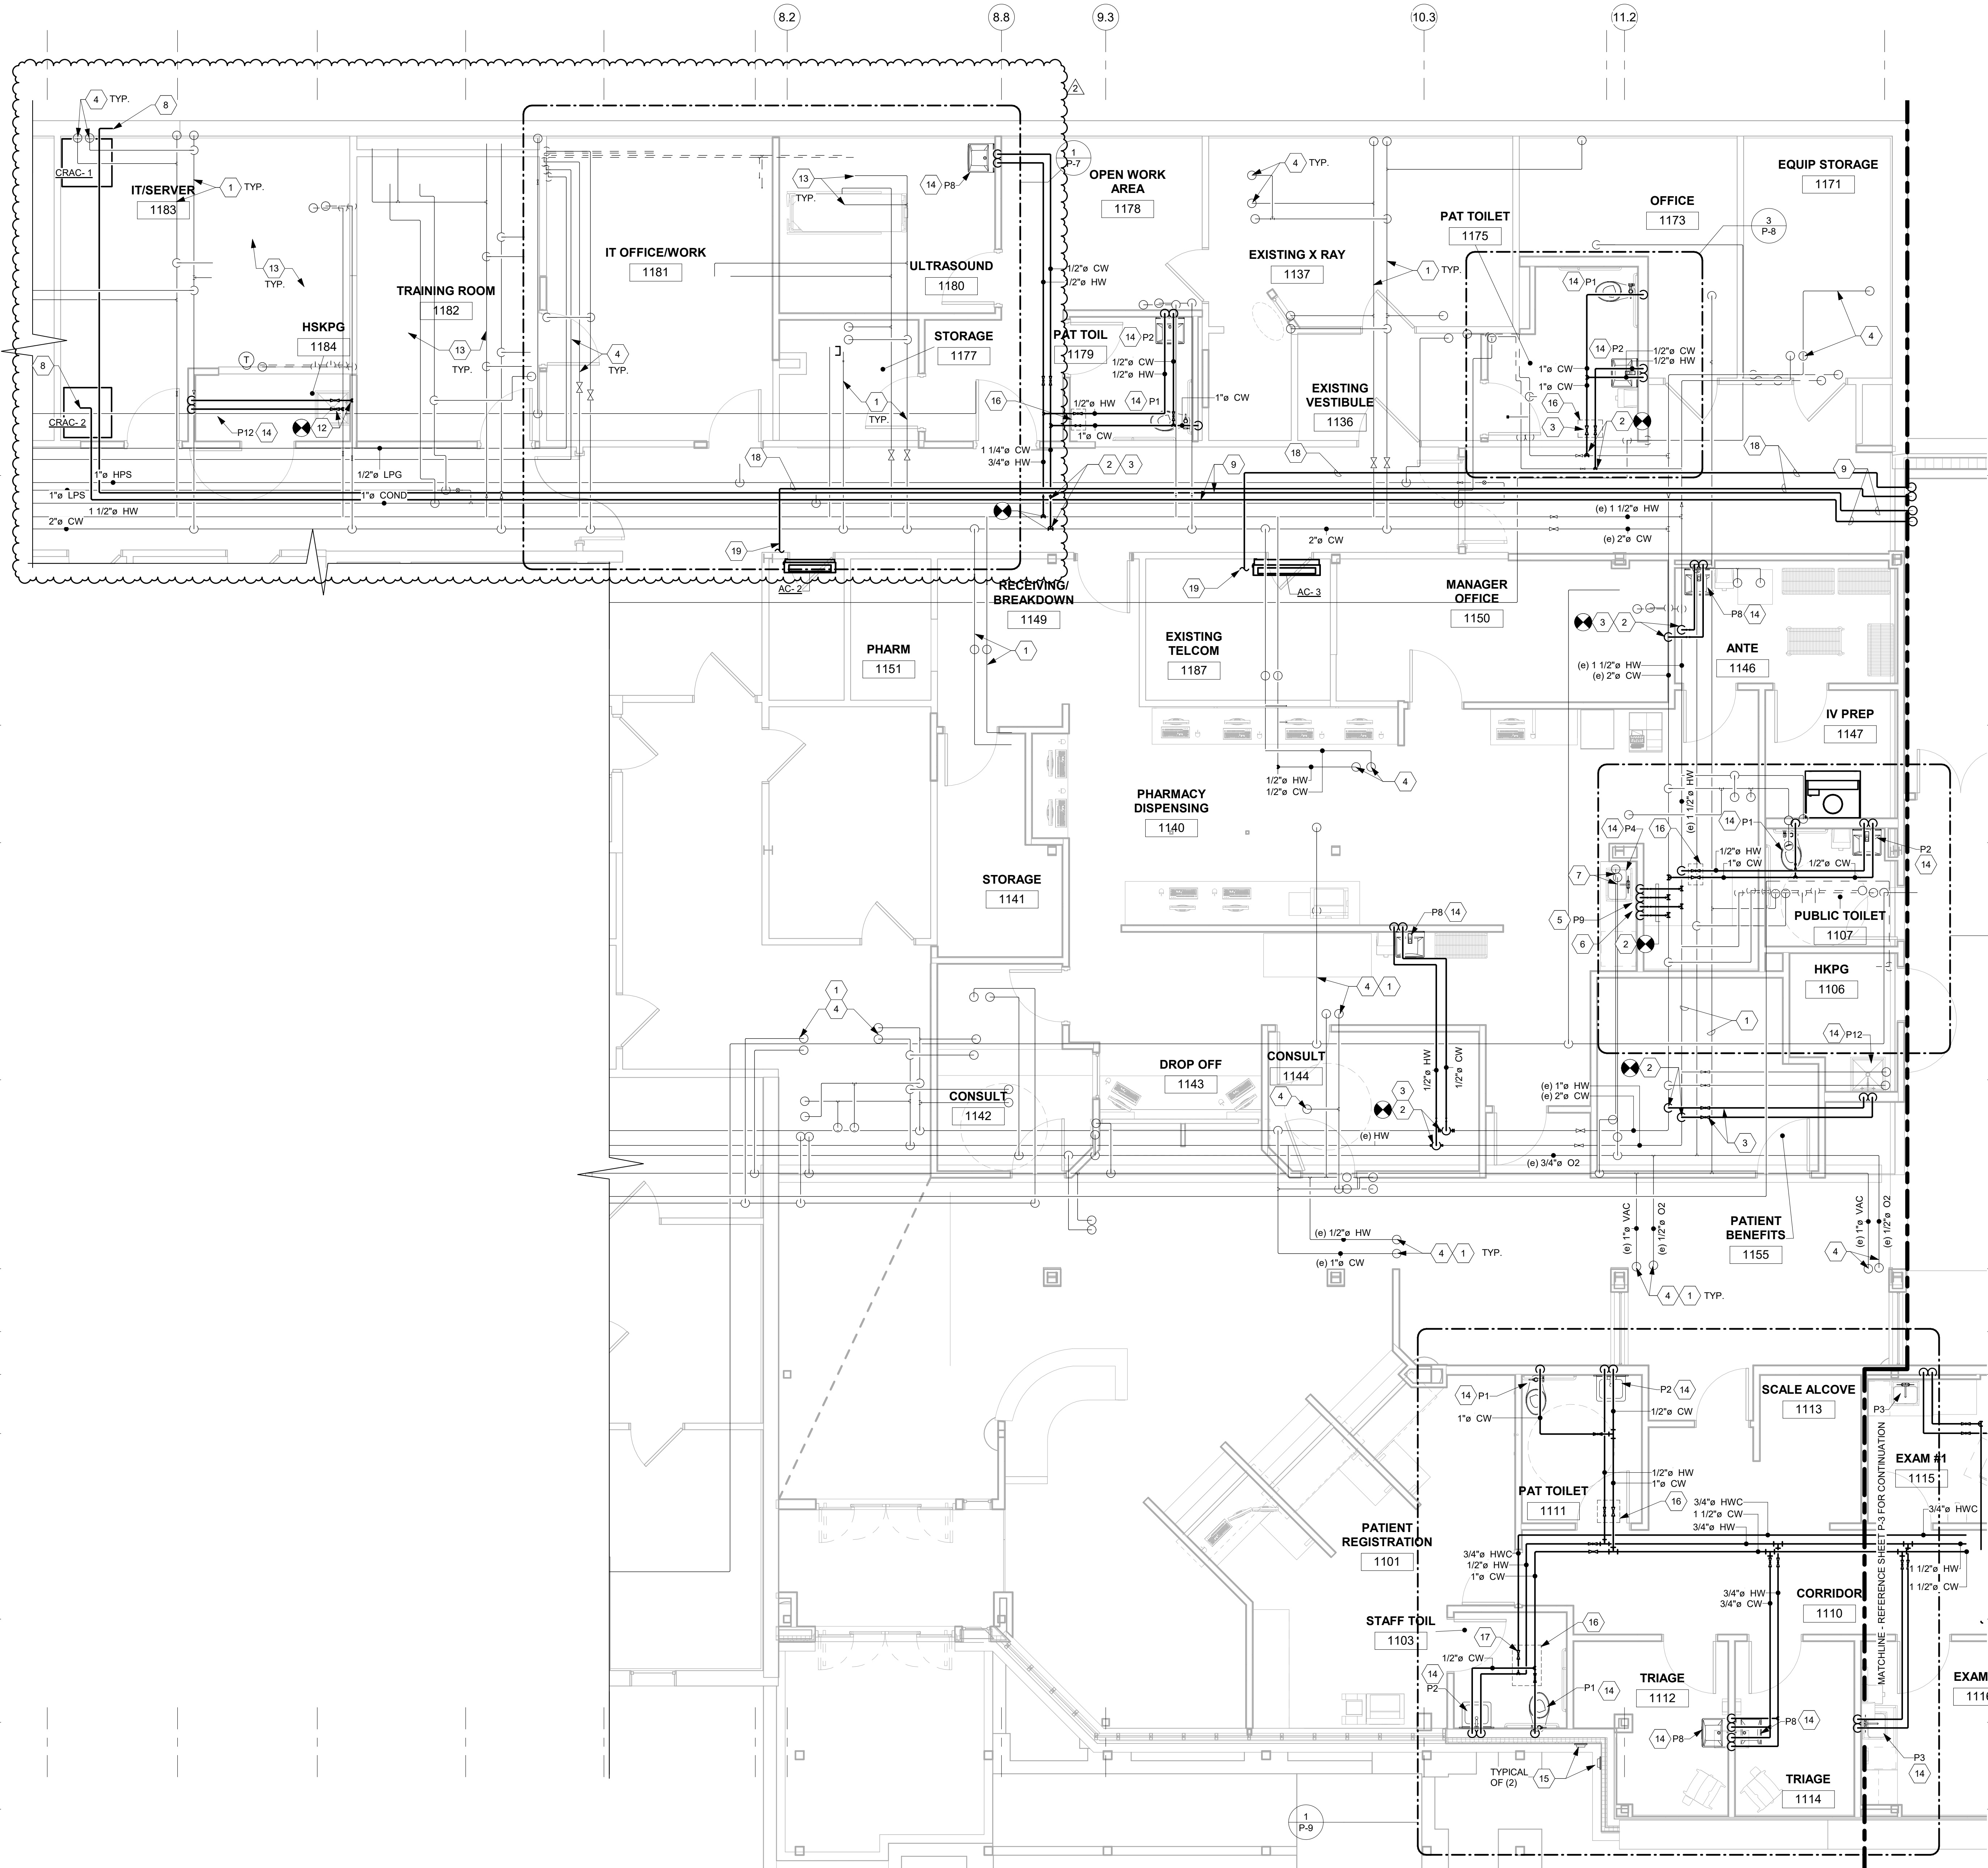 8.2
8.8
9.3
10.3
11.2
2
4 TYP.
8
CRAC- 1
IT/SERVER
1183
1 TYP.
13
TYP.
HSKPG
1184
T
8
CRAC- 2
P12 14
12
TRAINING ROOM
1182
13
TYP.
4
TYP.
IT OFFICE/WORK
1181
13
TYP.
14 P8
ULTRASOUND
1180
STORAGE
1177
1
TYP.
1
P-7
OPEN WORK
AREA
1178
1/2"ø CW
1/2"ø HW
PAT TOIL
1179
14 P2
1/2"ø CW
1/2"ø HW
16
1/2"ø HW
14 P1
1"ø CW
1"ø CW
1 1/4"ø CW
3/4"ø HW
2 3
4 TYP.
EXISTING X RAY
1137
1 TYP.
EXISTING
VESTIBULE
1136
PAT TOILET
1175
OFFICE
1173
3
P-8
EQUIP STORAGE
1171
14 P1
14 P2
1/2"ø CW
1/2"ø HW
1"ø CW
1"ø CW
16
3
2
4
18
18
18
9
9
1"ø HPS
1/2"ø LPG
1"ø LPS
1"ø COND
1 1/2"ø HW
2"ø CW
(e) 1 1/2"ø HW
2"ø CW
(e) 2"ø CW
19
AC- 2
19
AC- 3
RECEIVING/
BREAKDOWN
1149
1
PHARM
1151
EXISTING
TELCOM
1187
MANAGER
OFFICE
1150
3 2
P8 14
ANTE
1146
(e) 1 1/2"ø HW
(e) 2"ø CW
IV PREP
1147
1/2"ø HW
1/2"ø CW
4
PHARMACY
DISPENSING
1140
(e) 1 1/2"ø HW
14 P4
16
14 P1
P2
14
1/2"ø HW
1"ø CW
1/2"ø CW
7
5 P9
6
2
PUBLIC TOILET
1107
HKPG
1106
1
14 P12
STORAGE
1141
P8 14
4 1
1
4
CONSULT
1142
DROP OFF
1143
CONSULT
1144
4
1/2"ø HW
1/2"ø CW
3
2
(e) HW
(e) 1"ø HW
(e) 2"ø CW
2
3
(e) 3/4"ø O2
(e) 1/2"ø HW
(e) 1"ø CW
4 1 TYP.
(e) 1"ø VAC
(e) 1/2"ø O2
4 1 TYP.
PATIENT
BENEFITS
1155
(e) 1"ø VAC
(e) 1/2"ø O2
4
14 P1
P2 14
1"ø CW
1/2"ø CW
SCALE ALCOVE
1113
P3
EXAM #1
1115
PAT TOILET
1111
1/2"ø HW
1"ø CW
16
3/4"ø HWC
1 1/2"ø CW
3/4"ø HW
3/4"ø HWC
MATCHLINE - REFERENCE SHEET P-3 FOR CONTINUATION
PATIENT
REGISTRATION
1101
3/4"ø HWC
1/2"ø HW
1"ø CW
1 1/2"ø HW
1 1/2"ø CW
3/4"ø HW
3/4"ø CW
CORRIDOR
1110
STAFF TOIL
1103
17
16
1/2"ø CW
14
P2
P1 14
TRIAGE
1112
14 P8
P8 14
TRIAGE
1114
EXAM
1116
P3
14
TYPICAL
OF (2)
15
1
P-9